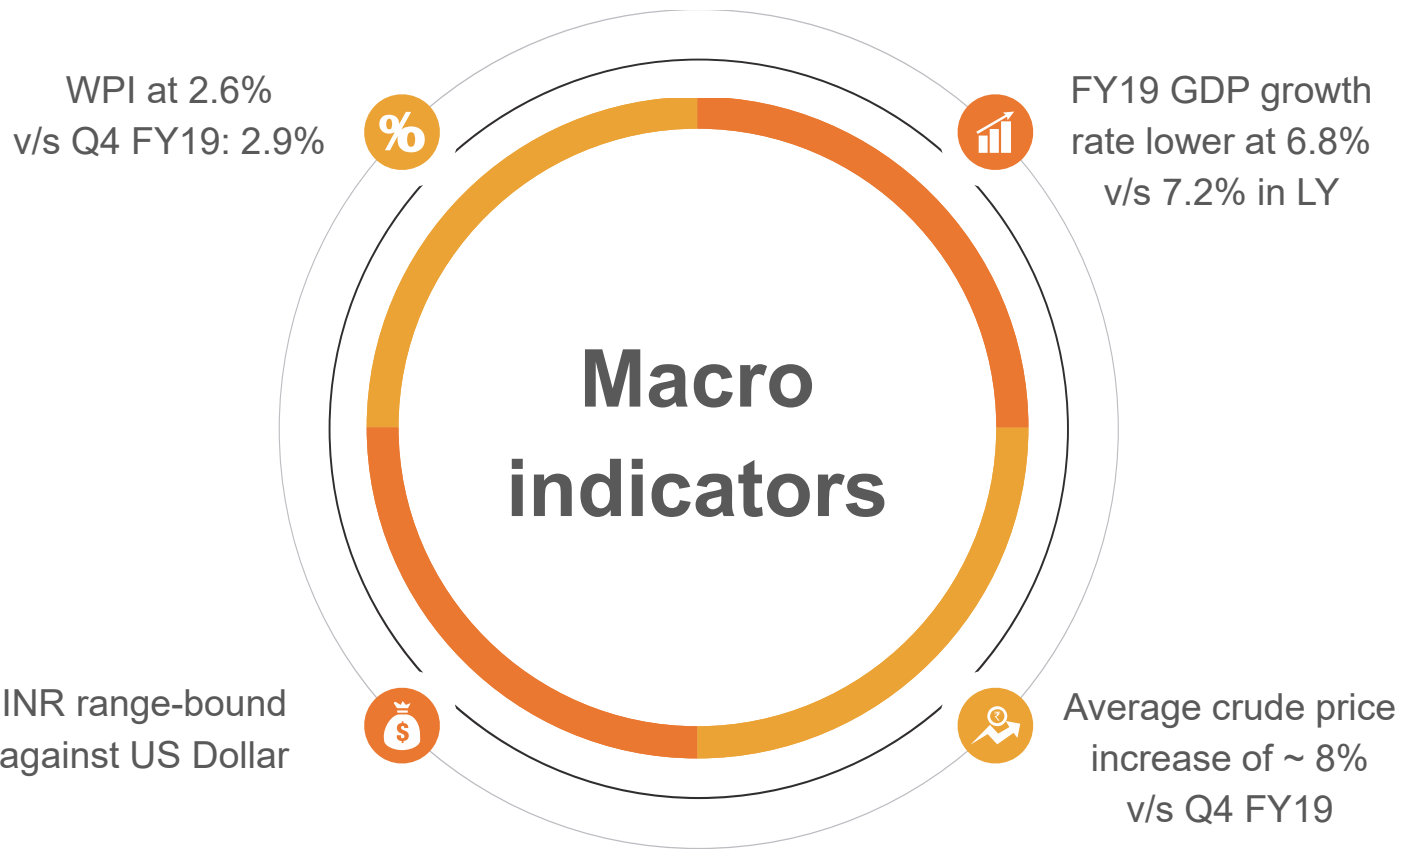 WPI at 2.6%
v/s Q4 FY19: 2.9%
%
FY19 GDP growth
rate lower at 6.8%
v/s 7.2% in LY
Macro
indicators
INR range-bound
against US Dollar
$
₹
Average crude price
increase of ~ 8%
v/s Q4 FY19